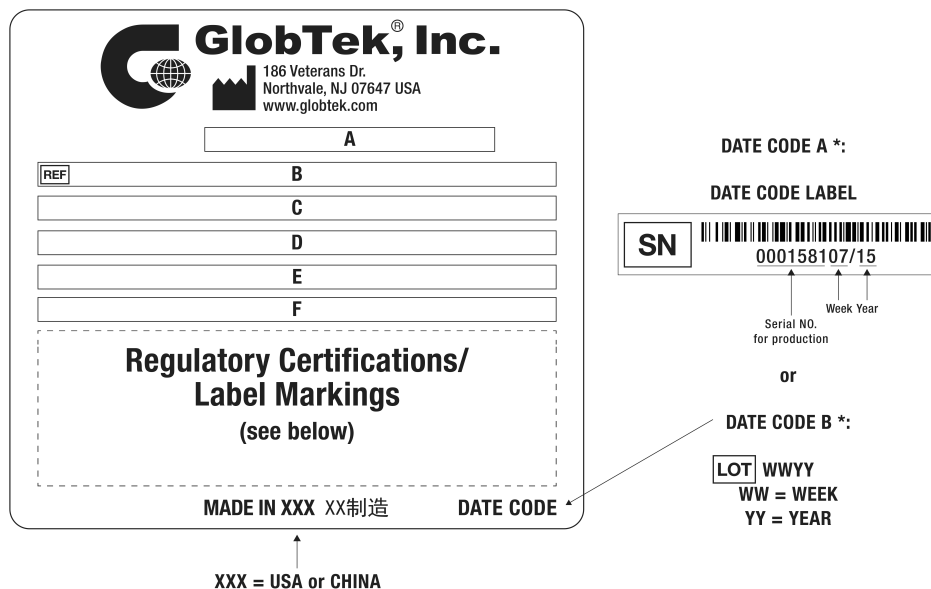 GlobTek,® Inc.
186 Veterans Dr.
Northvale, NJ 07647 USA
www.globtek.com
A
REF B
C
D
E
F
Regulatory Certifications/
Label Markings
(see below)
MADE IN XXX XX制造 DATE CODE
XXX = USA or CHINA
DATE CODE A *:
DATE CODE LABEL
SN
00015810​7/15
Week Year
Serial NO.
for production
or
DATE CODE B *:
LOT WWYY
WW = WEEK
YY = YEAR